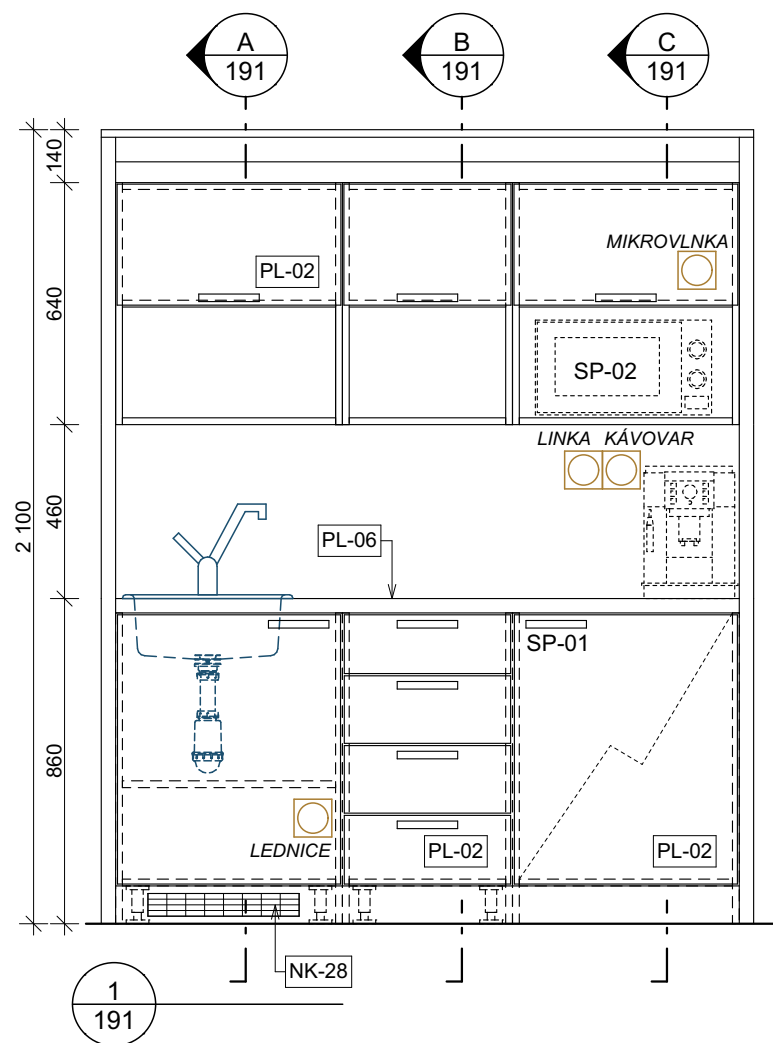 A
191
B
191
C
191
140
MIKROVLNKA
PL-02
640
SP-02
LINKA KÁVOVAR
460
2 100
PL-06
SP-01
860
LEDNICE
PL-02
PL-02
NK-28
1
191